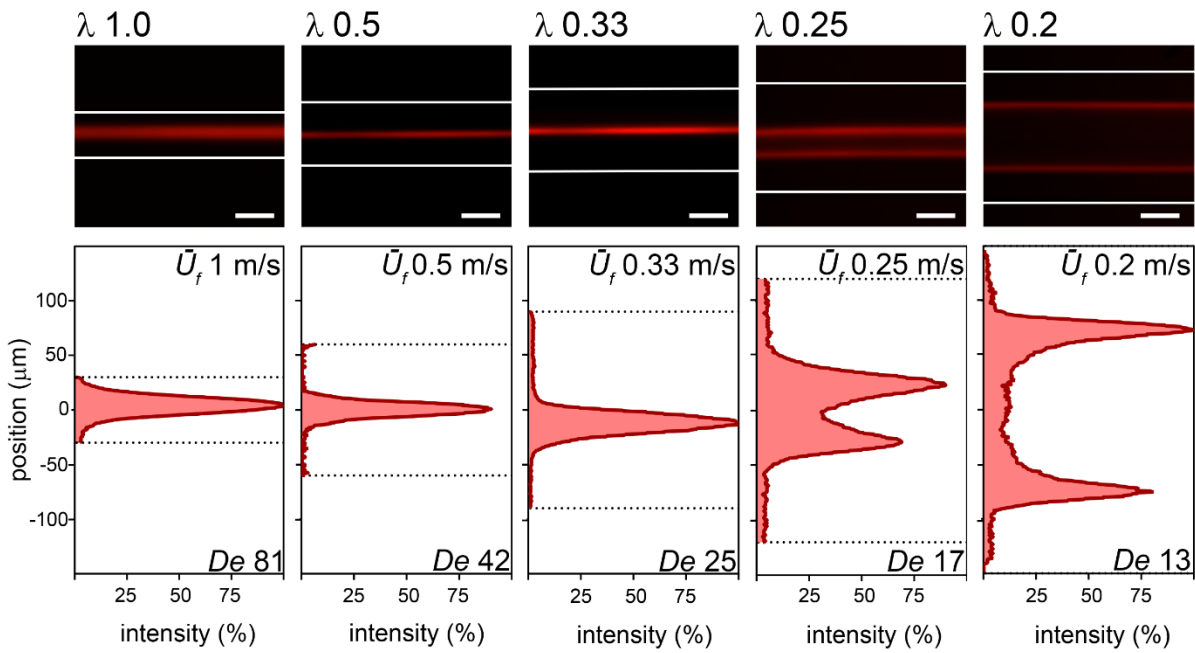 λ 1.0 λ 0.5 λ 0.33 λ 0.25 λ 0.2
Ū_f 1 m/s Ū_f 0.5 m/s Ū_f 0.33 m/s Ū_f 0.25 m/s Ū_f 0.2 m/s
100
50
0
-50
-100
position (μm)
De 81 De 42 De 25 De 17 De 13
25 50 75 25 50 75 25 50 75 25 50 75 25 50 75
intensity (%) intensity (%) intensity (%) intensity (%) intensity (%)